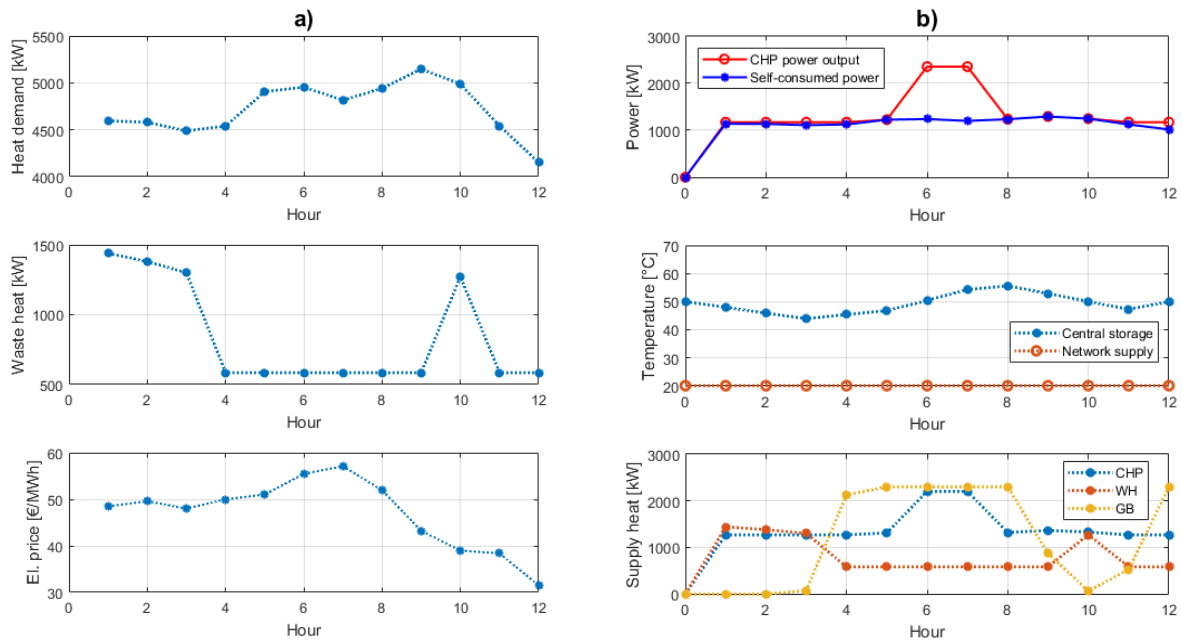 a)
5500
5000
4500
4000
Heat demand [kW]
0 2 4 6 8 10 12
Hour
1500
1000
500
Waste heat [kW]
0 2 4 6 8 10 12
Hour
60
50
40
30
El. price [€/MWh]
0 2 4 6 8 10 12
Hour
b)
3000
2000
1000
0
Power [kW]
CHP power output
Self-consumed power
0 2 4 6 8 10 12
Hour
70
60
50
40
30
20
Temperature [°C]
Central storage
Network supply
0 2 4 6 8 10 12
Hour
3000
2000
1000
0
Supply heat [kW]
CHP
WH
GB
0 2 4 6 8 10 12
Hour